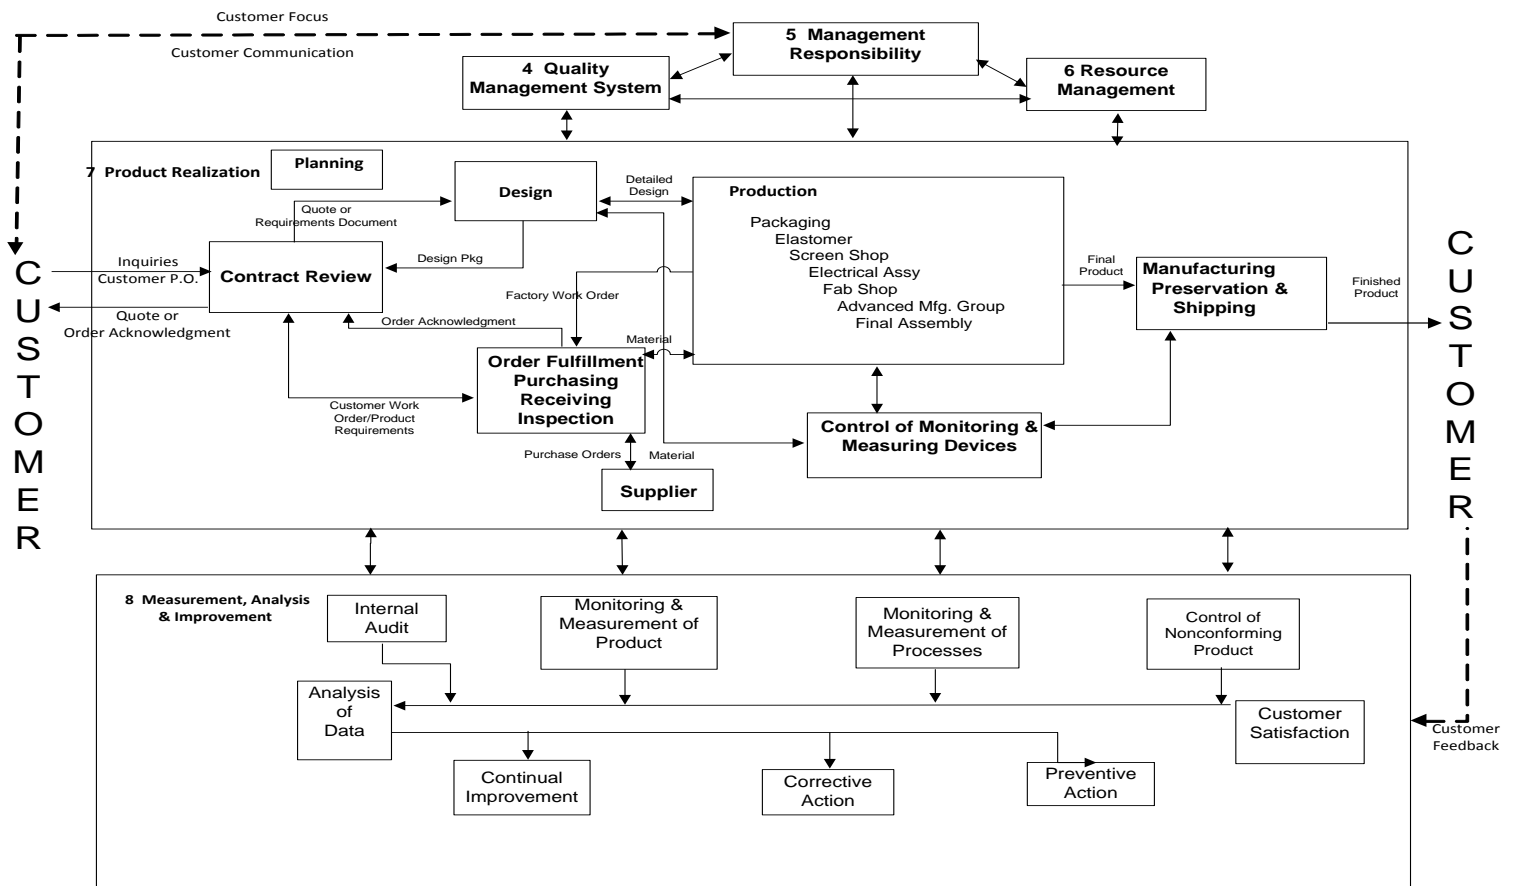 Customer Focus
Customer Communication
5  Management
Responsibility
4  Quality
Management System
6 Resource
Management
7  Product Realization
Planning
Design
Detailed
Design
Production
Packaging
Elastomer
Screen Shop
Electrical Assy
Fab Shop
Advanced Mfg. Group
Final Assembly
Quote or
Requirements Document
Design Pkg
Contract Review
Inquiries
Customer P.O.
Quote or
Order Acknowledgment
CUSTOMER
Factory Work Order
Order Acknowledgment
Material
Order Fulfillment
Purchasing
Receiving
Inspection
Customer Work
Order/Product
Requirements
Purchase Orders
Material
Supplier
Final
Product
Manufacturing
Preservation &
Shipping
Finished
Product
CUSTOMER
Control of Monitoring &
Measuring Devices
8  Measurement, Analysis
& Improvement
Internal
Audit
Monitoring &
Measurement of
Product
Monitoring &
Measurement of
Processes
Control of
Nonconforming
Product
Analysis
of
Data
Customer
Satisfaction
Customer
Feedback
Continual
Improvement
Corrective
Action
Preventive
Action